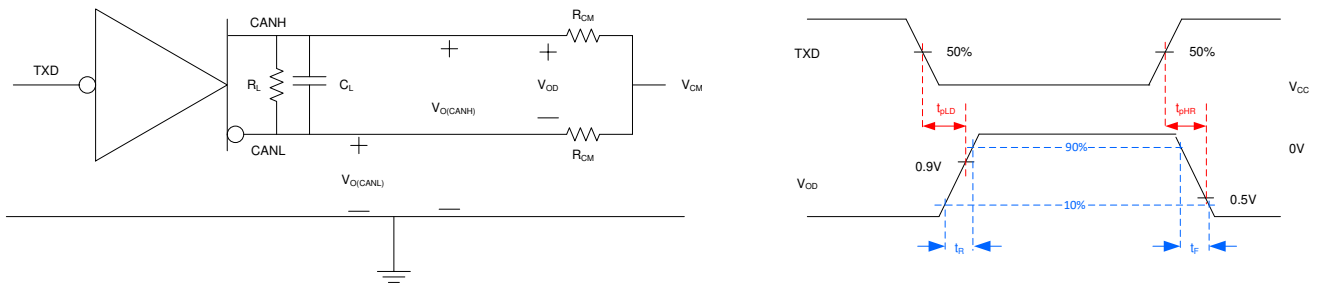 CANH
R_CM
TXD
R_L
C_L
V_OD
V_CM
V_O(CANH)
CANL
R_CM
V_O(CANL)
TXD
50%
50%
V_CC
t_pLD
t_pHR
0.9V
90%
0V
V_OD
10%
0.5V
t_R
t_F